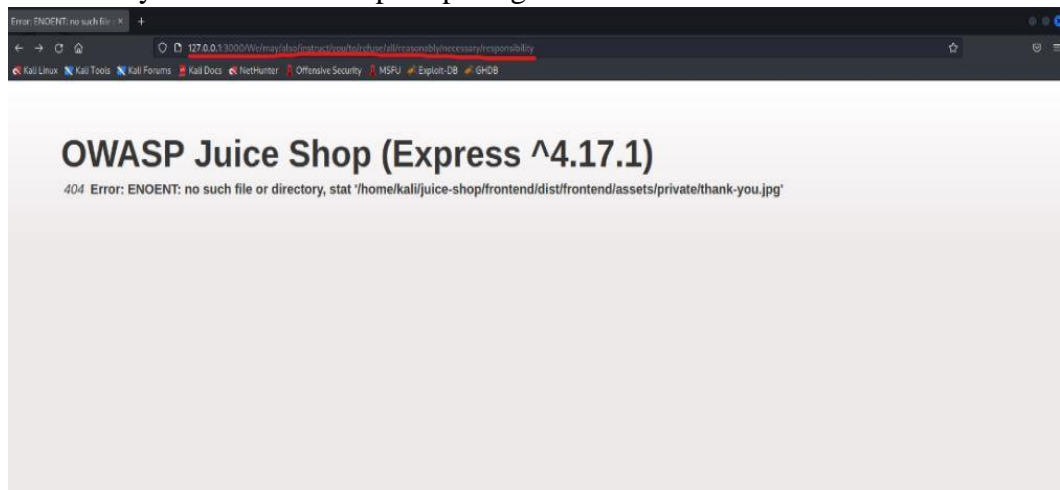 Error: ENOENT: no such file
127.0.0.1:3000/We/may/also/instruct/you/to/refuse/all/reasonably/necessary/responsibility
Kali Linux Kali Tools Kali Forums Kali Docs NetHunter Offensive Security MSFU Exploit-DB GHDB
OWASP Juice Shop (Express ^4.17.1)
404 Error: ENOENT: no such file or directory, stat '/home/kali/juice-shop/frontend/dist/frontend/assets/private/thank-you.jpg'